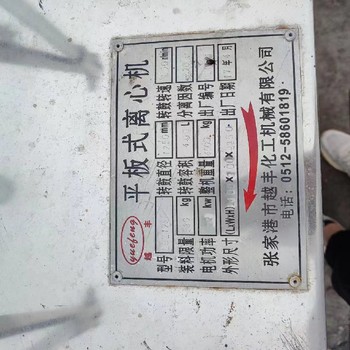 yuefeng
越丰
平板式离心机
型号 转鼓直径 mm 转鼓转速
装料限量 kg 转鼓容积 L 分离因数
电机功率 kw 整机重量 kg 出厂编号
外形尺寸(LxWxH) X X 出厂日期 年 月
张家港市越丰化工机械有限公司
电话: 0512-58601819